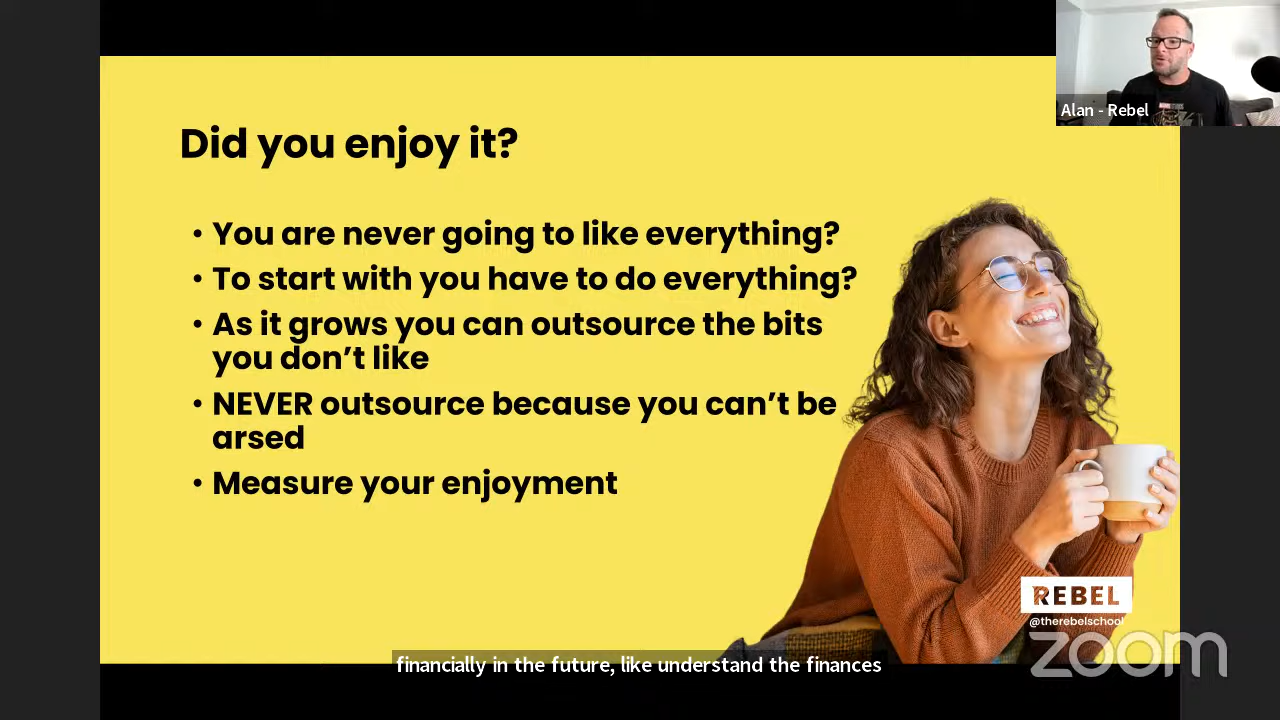 Alan - Rebel
Did you enjoy it?
• You are never going to like everything?
• To start with you have to do everything?
• As it grows you can outsource the bits
you don’t like
• NEVER outsource because you can’t be
arsed
• Measure your enjoyment
REBEL
@therebelschool
zoom
financially in the future, like understand the finances